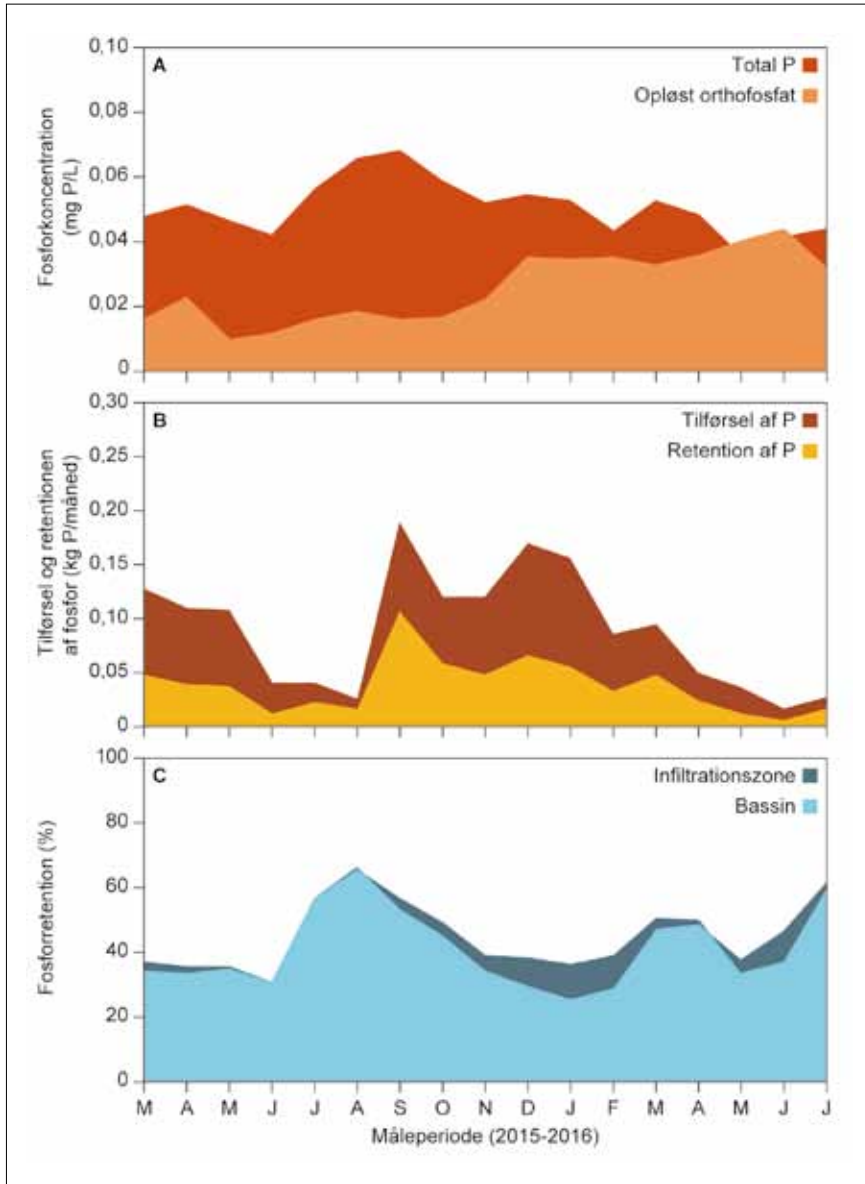 A
Total P
Opløst orthofosfat
Fosforkoncentration
(mg P/L)
0,10
0,08
0,06
0,04
0,02
0
B
Tilførsel af P
Retention af P
Tilførsel og retentionen
af fosfor (kg P/måned)
0,30
0,25
0,20
0,15
0,10
0,05
0
C
Infiltrationszone
Bassin
Fosforretention (%)
100
80
60
40
20
0
M A M J J A S O N D J F M A M J J
Måleperiode (2015-2016)